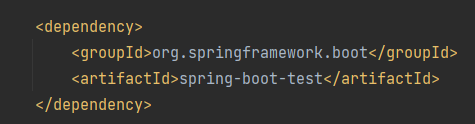 <dependency>
<groupId>org.springframework.boot</groupId>
<artifactId>spring-boot-test</artifactId>
</dependency>